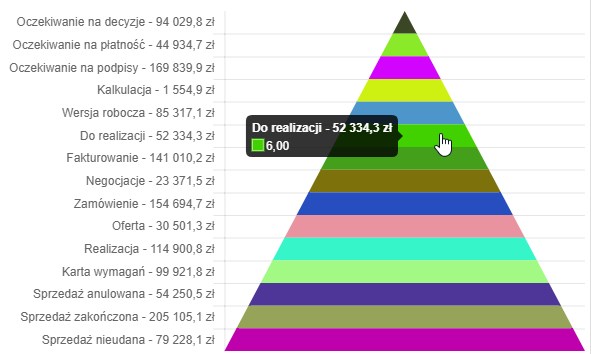 Oczekiwanie na decyzje - 94 029,8 zł
Oczekiwanie na płatność - 44 934,7 zł
Oczekiwanie na podpisy - 169 839,9 zł
Kalkulacja - 1 554,9 zł
Wersja robocza - 85 317,1 zł
Do realizacji - 52 334,3 zł
Do realizacji - 52 334,3 zł
6,00
Fakturowanie - 141 010,2 zł
Negocjacje - 23 371,5 zł
Zamówienie - 154 694,7 zł
Oferta - 30 501,3 zł
Realizacja - 114 900,8 zł
Karta wymagań - 99 921,8 zł
Sprzedaż anulowana - 54 250,5 zł
Sprzedaż zakończona - 205 105,1 zł
Sprzedaż nieudana - 79 228,1 zł